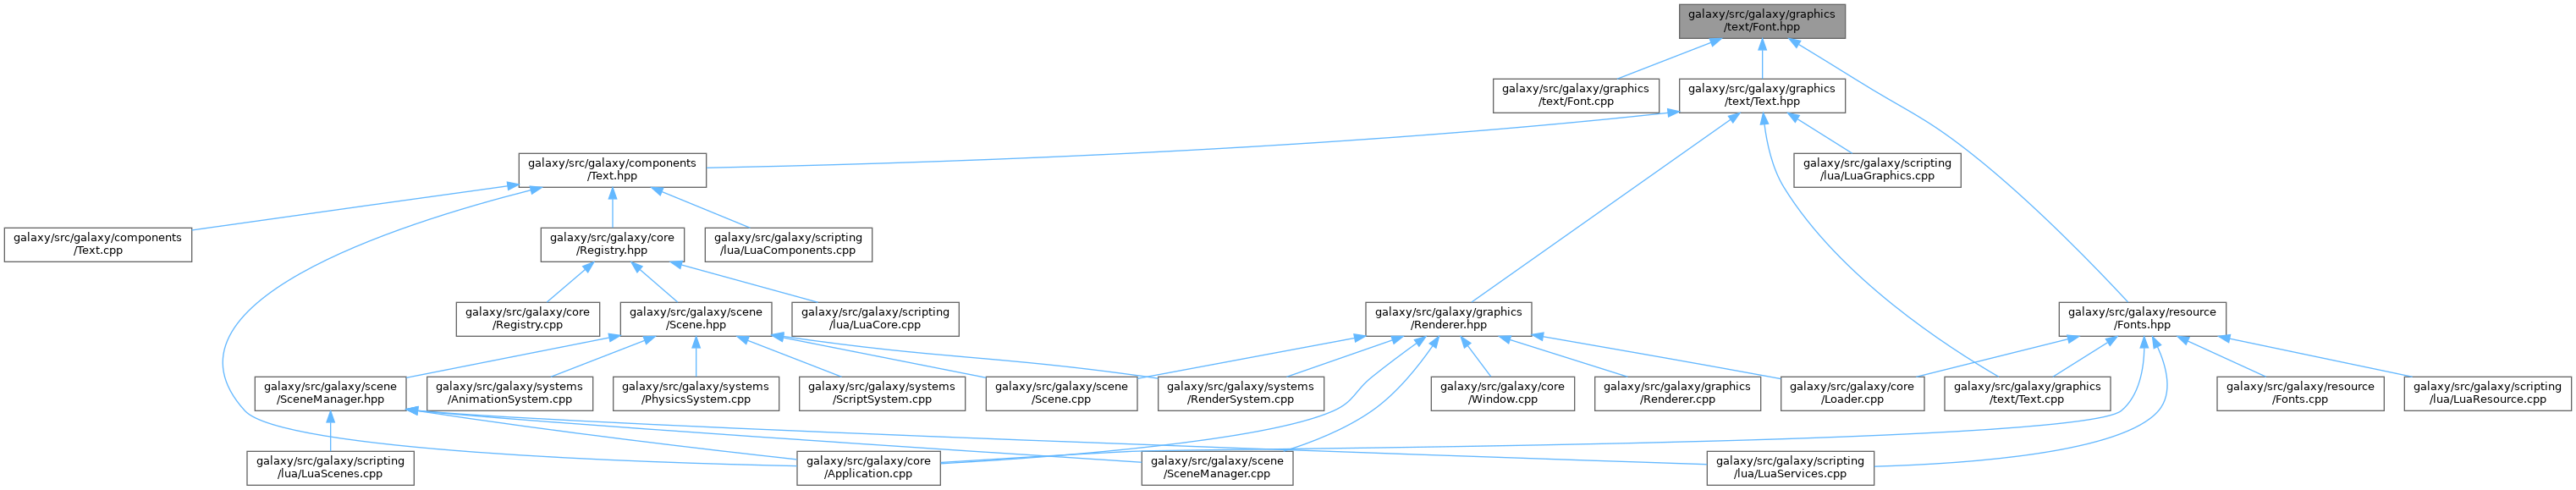 galaxy/src/galaxy/graphics
/text/Font.hpp
galaxy/src/galaxy/graphics
/text/Font.cpp
galaxy/src/galaxy/graphics
/text/Text.hpp
galaxy/src/galaxy/components
/Text.hpp
galaxy/src/galaxy/scripting
/lua/LuaGraphics.cpp
galaxy/src/galaxy/components
/Text.cpp
galaxy/src/galaxy/core
/Registry.hpp
galaxy/src/galaxy/scripting
/lua/LuaComponents.cpp
galaxy/src/galaxy/core
/Registry.cpp
galaxy/src/galaxy/scene
/Scene.hpp
galaxy/src/galaxy/scripting
/lua/LuaCore.cpp
galaxy/src/galaxy/graphics
/Renderer.hpp
galaxy/src/galaxy/resource
/Fonts.hpp
galaxy/src/galaxy/scene
/SceneManager.hpp
galaxy/src/galaxy/systems
/AnimationSystem.cpp
galaxy/src/galaxy/systems
/PhysicsSystem.cpp
galaxy/src/galaxy/systems
/ScriptSystem.cpp
galaxy/src/galaxy/scene
/Scene.cpp
galaxy/src/galaxy/systems
/RenderSystem.cpp
galaxy/src/galaxy/core
/Window.cpp
galaxy/src/galaxy/graphics
/Renderer.cpp
galaxy/src/galaxy/core
/Loader.cpp
galaxy/src/galaxy/graphics
/text/Text.cpp
galaxy/src/galaxy/resource
/Fonts.cpp
galaxy/src/galaxy/scripting
/lua/LuaResource.cpp
galaxy/src/galaxy/scripting
/lua/LuaScenes.cpp
galaxy/src/galaxy/core
/Application.cpp
galaxy/src/galaxy/scene
/SceneManager.cpp
galaxy/src/galaxy/scripting
/lua/LuaServices.cpp